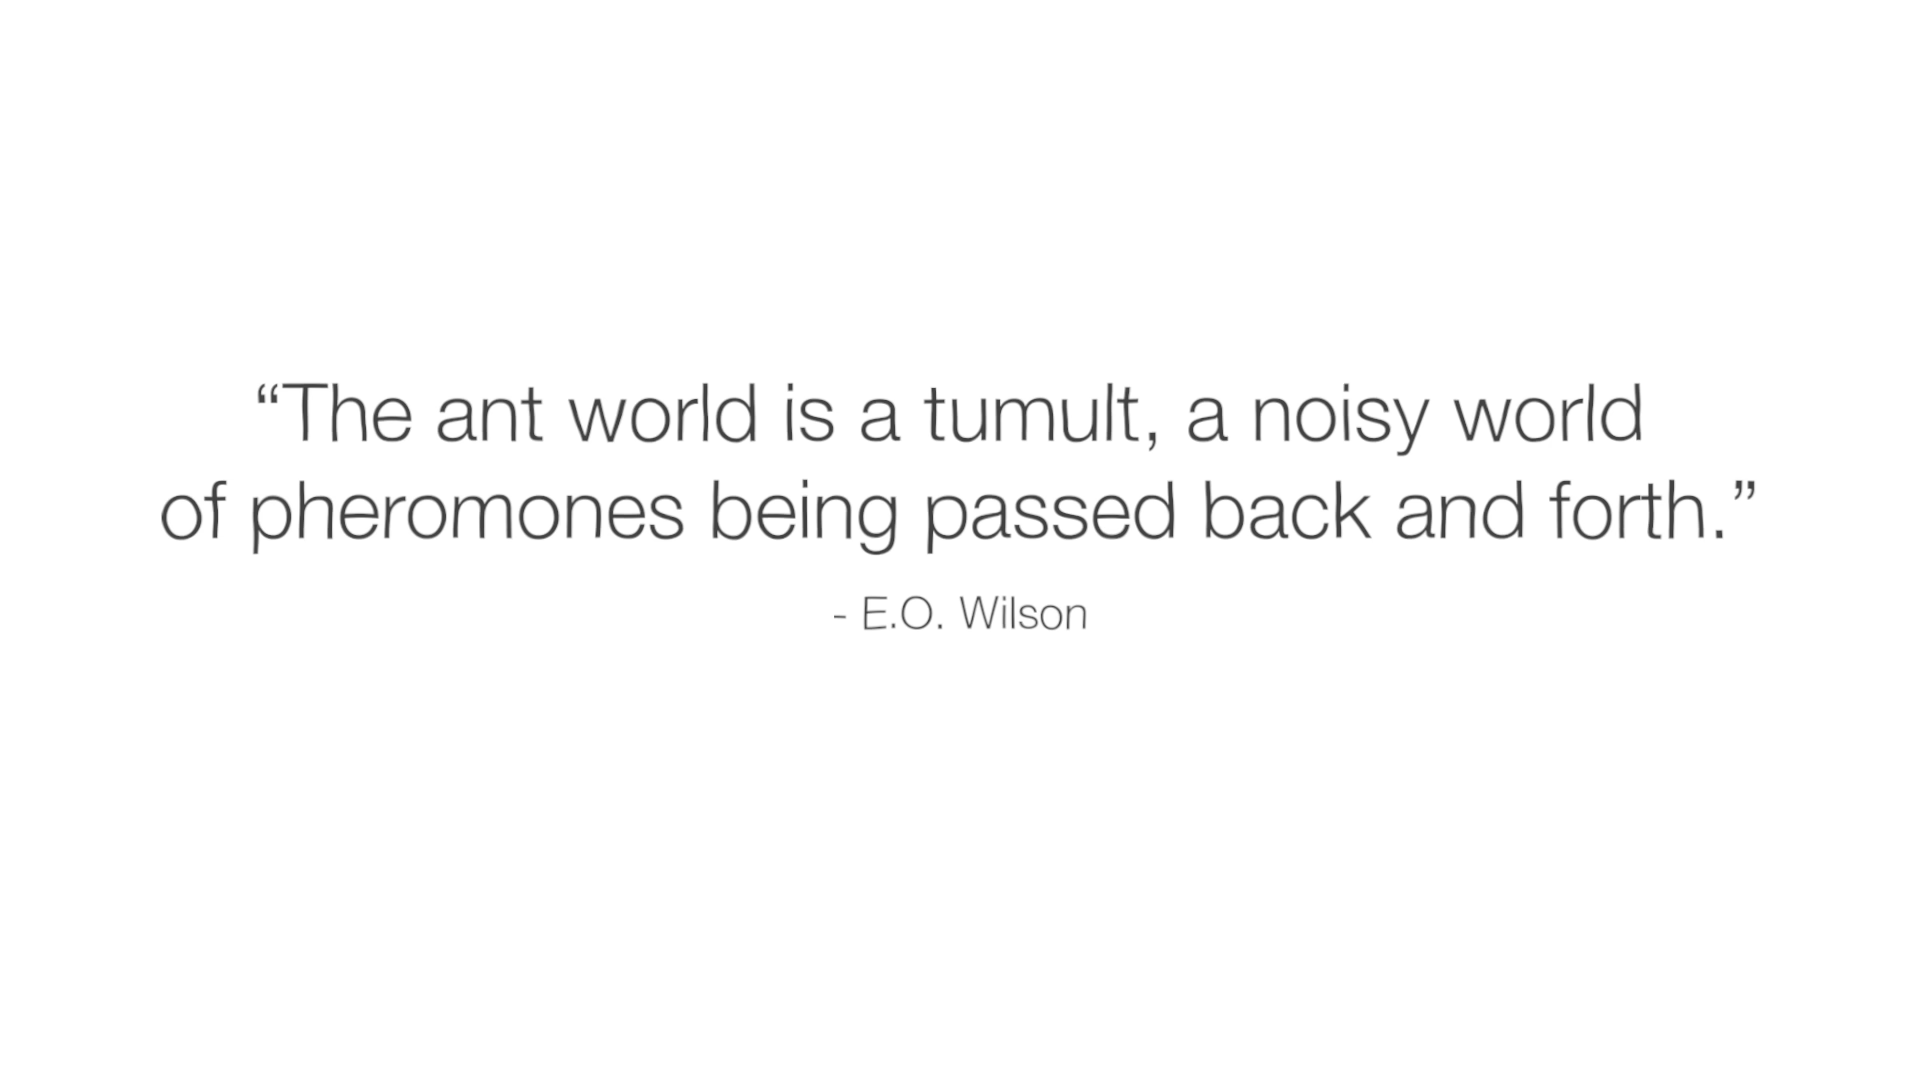 “The ant world is a tumult, a noisy world
of pheromones being passed back and forth.”
- E.O. Wilson